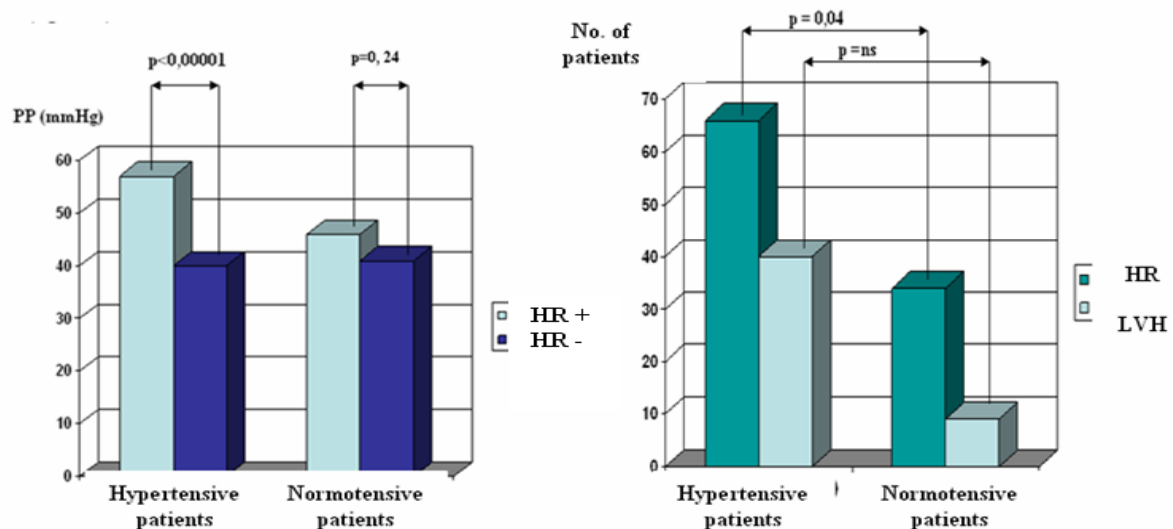 p<0,00001
p=0, 24
PP (mmHg)
60
50
40
30
20
10
0
Hypertensive
patients
Normotensive
patients
HR +
HR -
No. of
patients
p = 0,04
p =ns
70
60
50
40
30
20
10
0
Hypertensive
patients
)
Normotensive
patients
HR
LVH